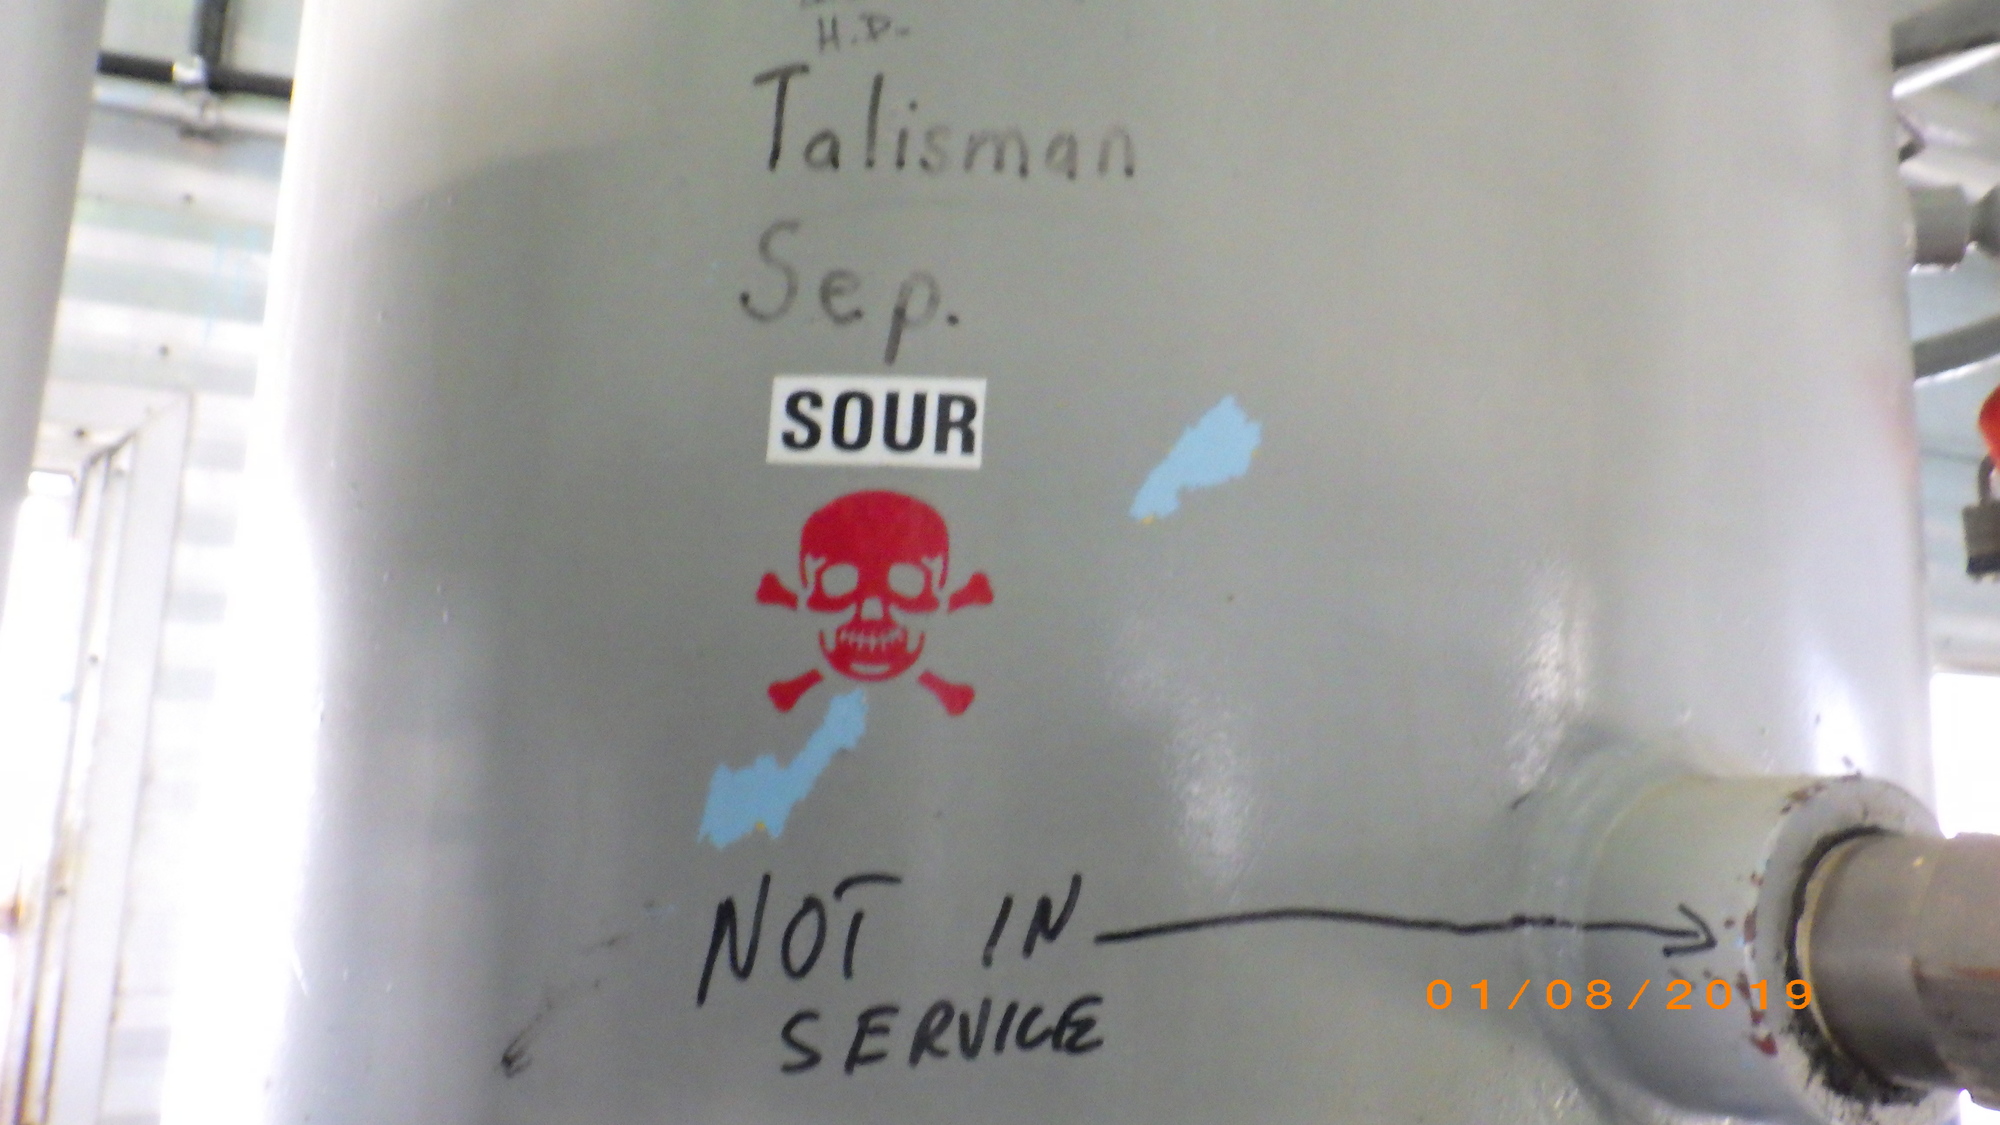 H.P.
Talisman
Sep.
SOUR
NOT IN
SERVICE
01/08/2019